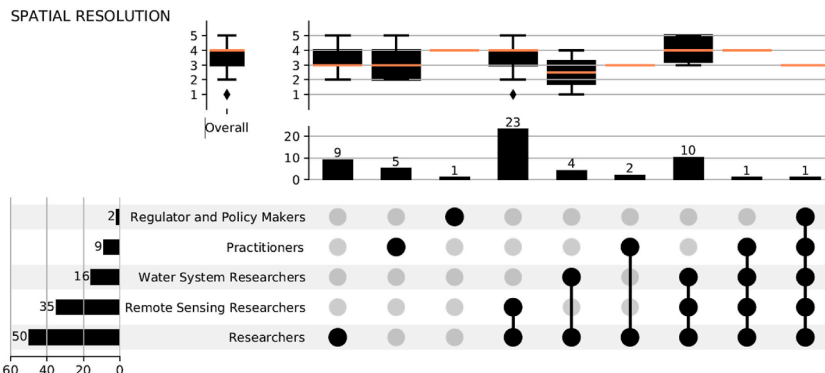 SPATIAL RESOLUTION
5
4
3
2
1
Overall
5
4
3
2
1
20
10
0
9
5
1
23
4
2
10
1
1
2 Regulator and Policy Makers
9 Practitioners
16 Water System Researchers
35 Remote Sensing Researchers
50 Researchers
60 40 20 0